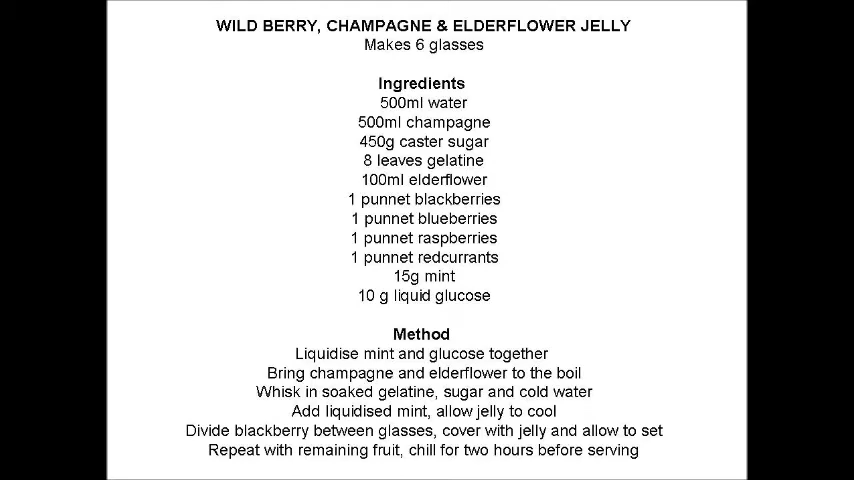 WILD BERRY, CHAMPAGNE & ELDERFLOWER JELLY
Makes 6 glasses
Ingredients
500ml water
500ml champagne
450g caster sugar
8 leaves gelatine
100ml elderflower
1 punnet blackberries
1 punnet blueberries
1 punnet raspberries
1 punnet redcurrants
15g mint
10 g liquid glucose
Method
Liquidise mint and glucose together
Bring champagne and elderflower to the boil
Whisk in soaked gelatine, sugar and cold water
Add liquidised mint, allow jelly to cool
Divide blackberry between glasses, cover with jelly and allow to set
Repeat with remaining fruit, chill for two hours before serving